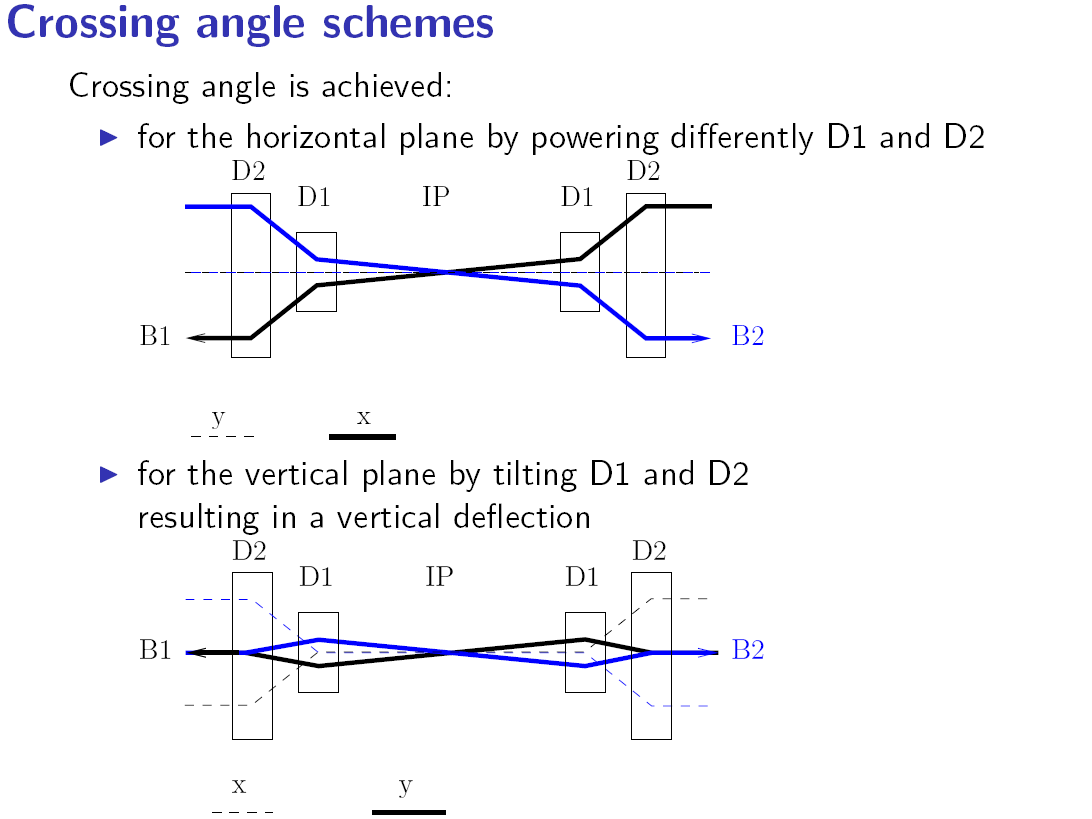 Crossing angle schemes
Crossing angle is achieved:
▶ for the horizontal plane by powering differently D1 and D2
D2 D2
D1 IP D1
B1 B2
y x
▶ for the vertical plane by tilting D1 and D2
resulting in a vertical deflection
D2 D2
D1 IP D1
B1 B2
x y